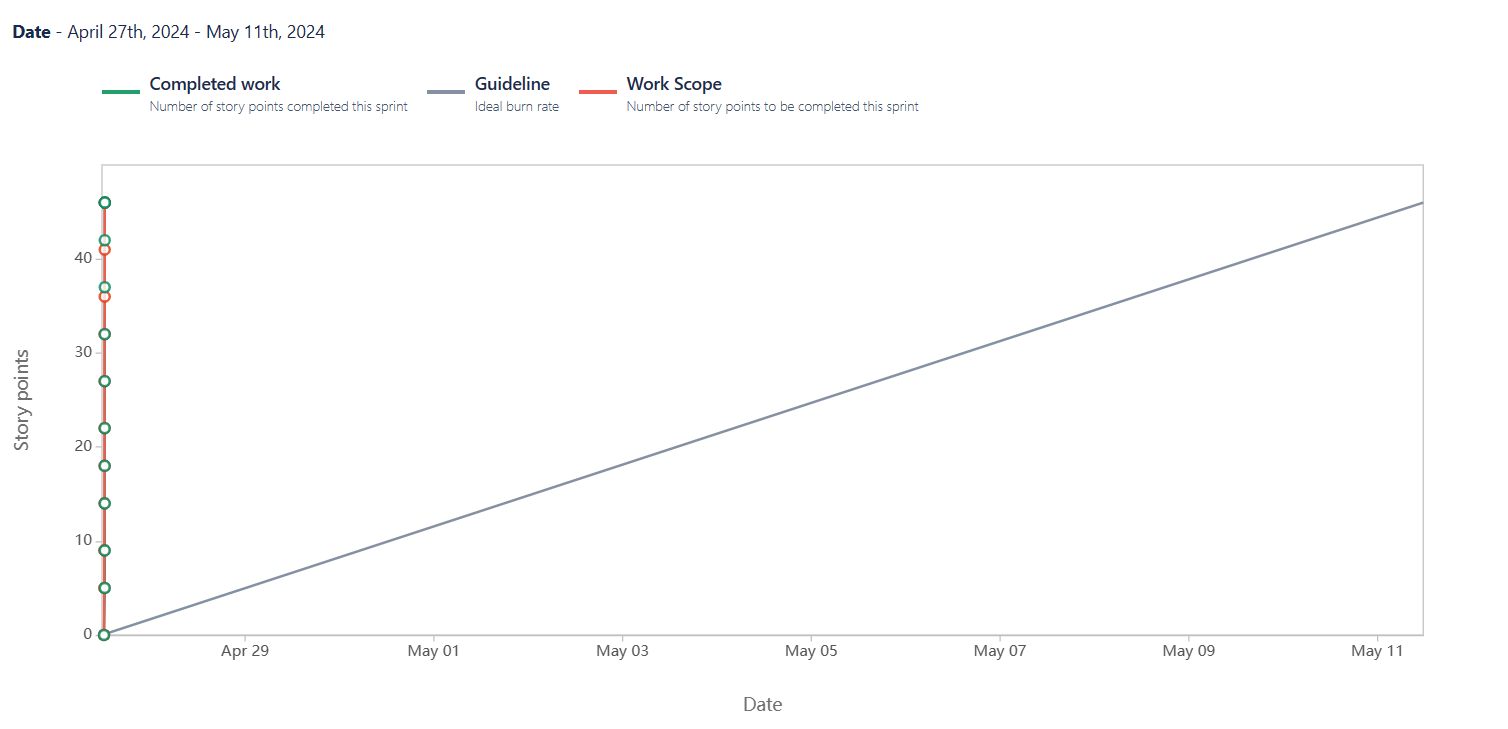 Date - April 27th, 2024 - May 11th, 2024
Completed work Guideline Work Scope
Number of story points completed this sprint Ideal burn rate Number of story points to be completed this sprint
40
30
20
10
0
Story points
Apr 29 May 01 May 03 May 05 May 07 May 09 May 11
Date